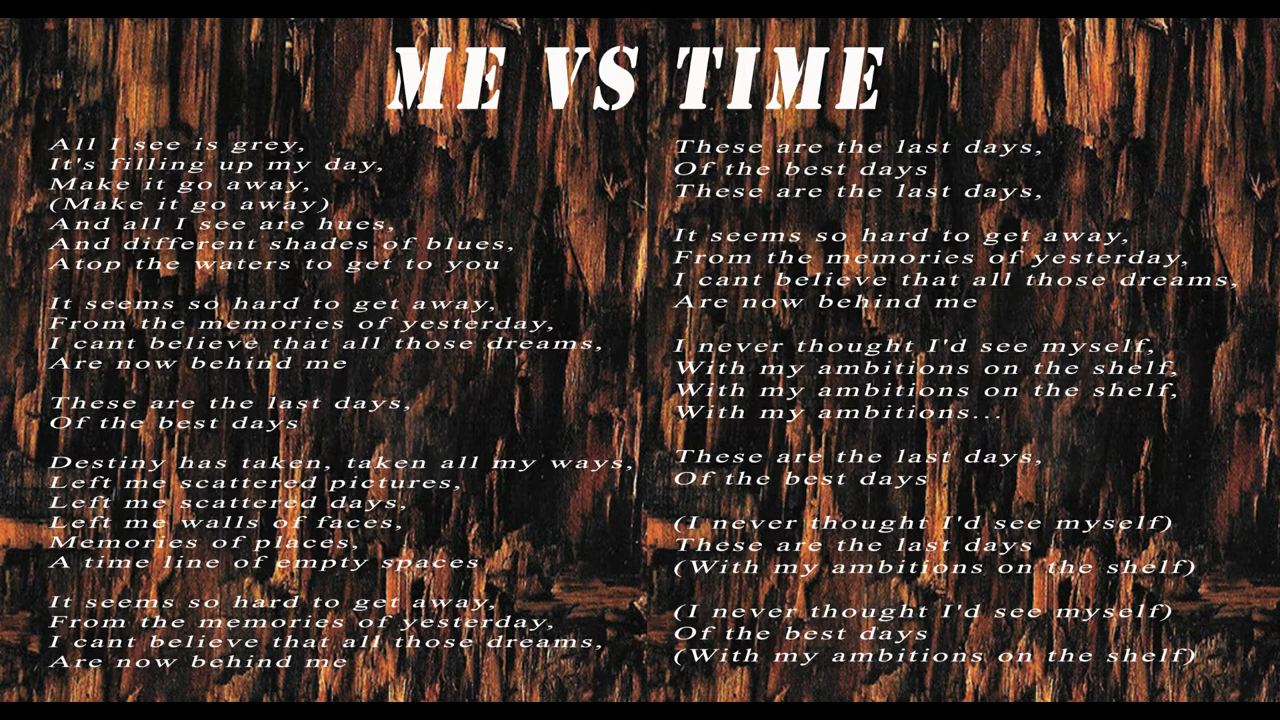 ME VS TIME
All I see is grey,
It's filling up my day,
Make it go away,
(Make it go away)
And all I see are hues,
And different shades of blues,
Atop the waters to get to you
It seems so hard to get away,
From the memories of yesterday,
I cant believe that all those dreams,
Are now behind me
These are the last days,
Of the best days
Destiny has taken, taken all my ways,
Left me scattered pictures,
Left me scattered days,
Left me walls of faces,
Memories of places,
A time line of empty spaces
It seems so hard to get away,
From the memories of yesterday,
I cant believe that all those dreams,
Are now behind me
These are the last days,
Of the best days
These are the last days,
It seems so hard to get away,
From the memories of yesterday,
I cant believe that all those dreams,
Are now behind me
I never thought I'd see myself,
With my ambitions on the shelf,
With my ambitions on the shelf,
With my ambitions...
These are the last days,
Of the best days
(I never thought I'd see myself)
These are the last days
(With my ambitions on the shelf)
(I never thought I'd see myself)
Of the best days
(With my ambitions on the shelf)